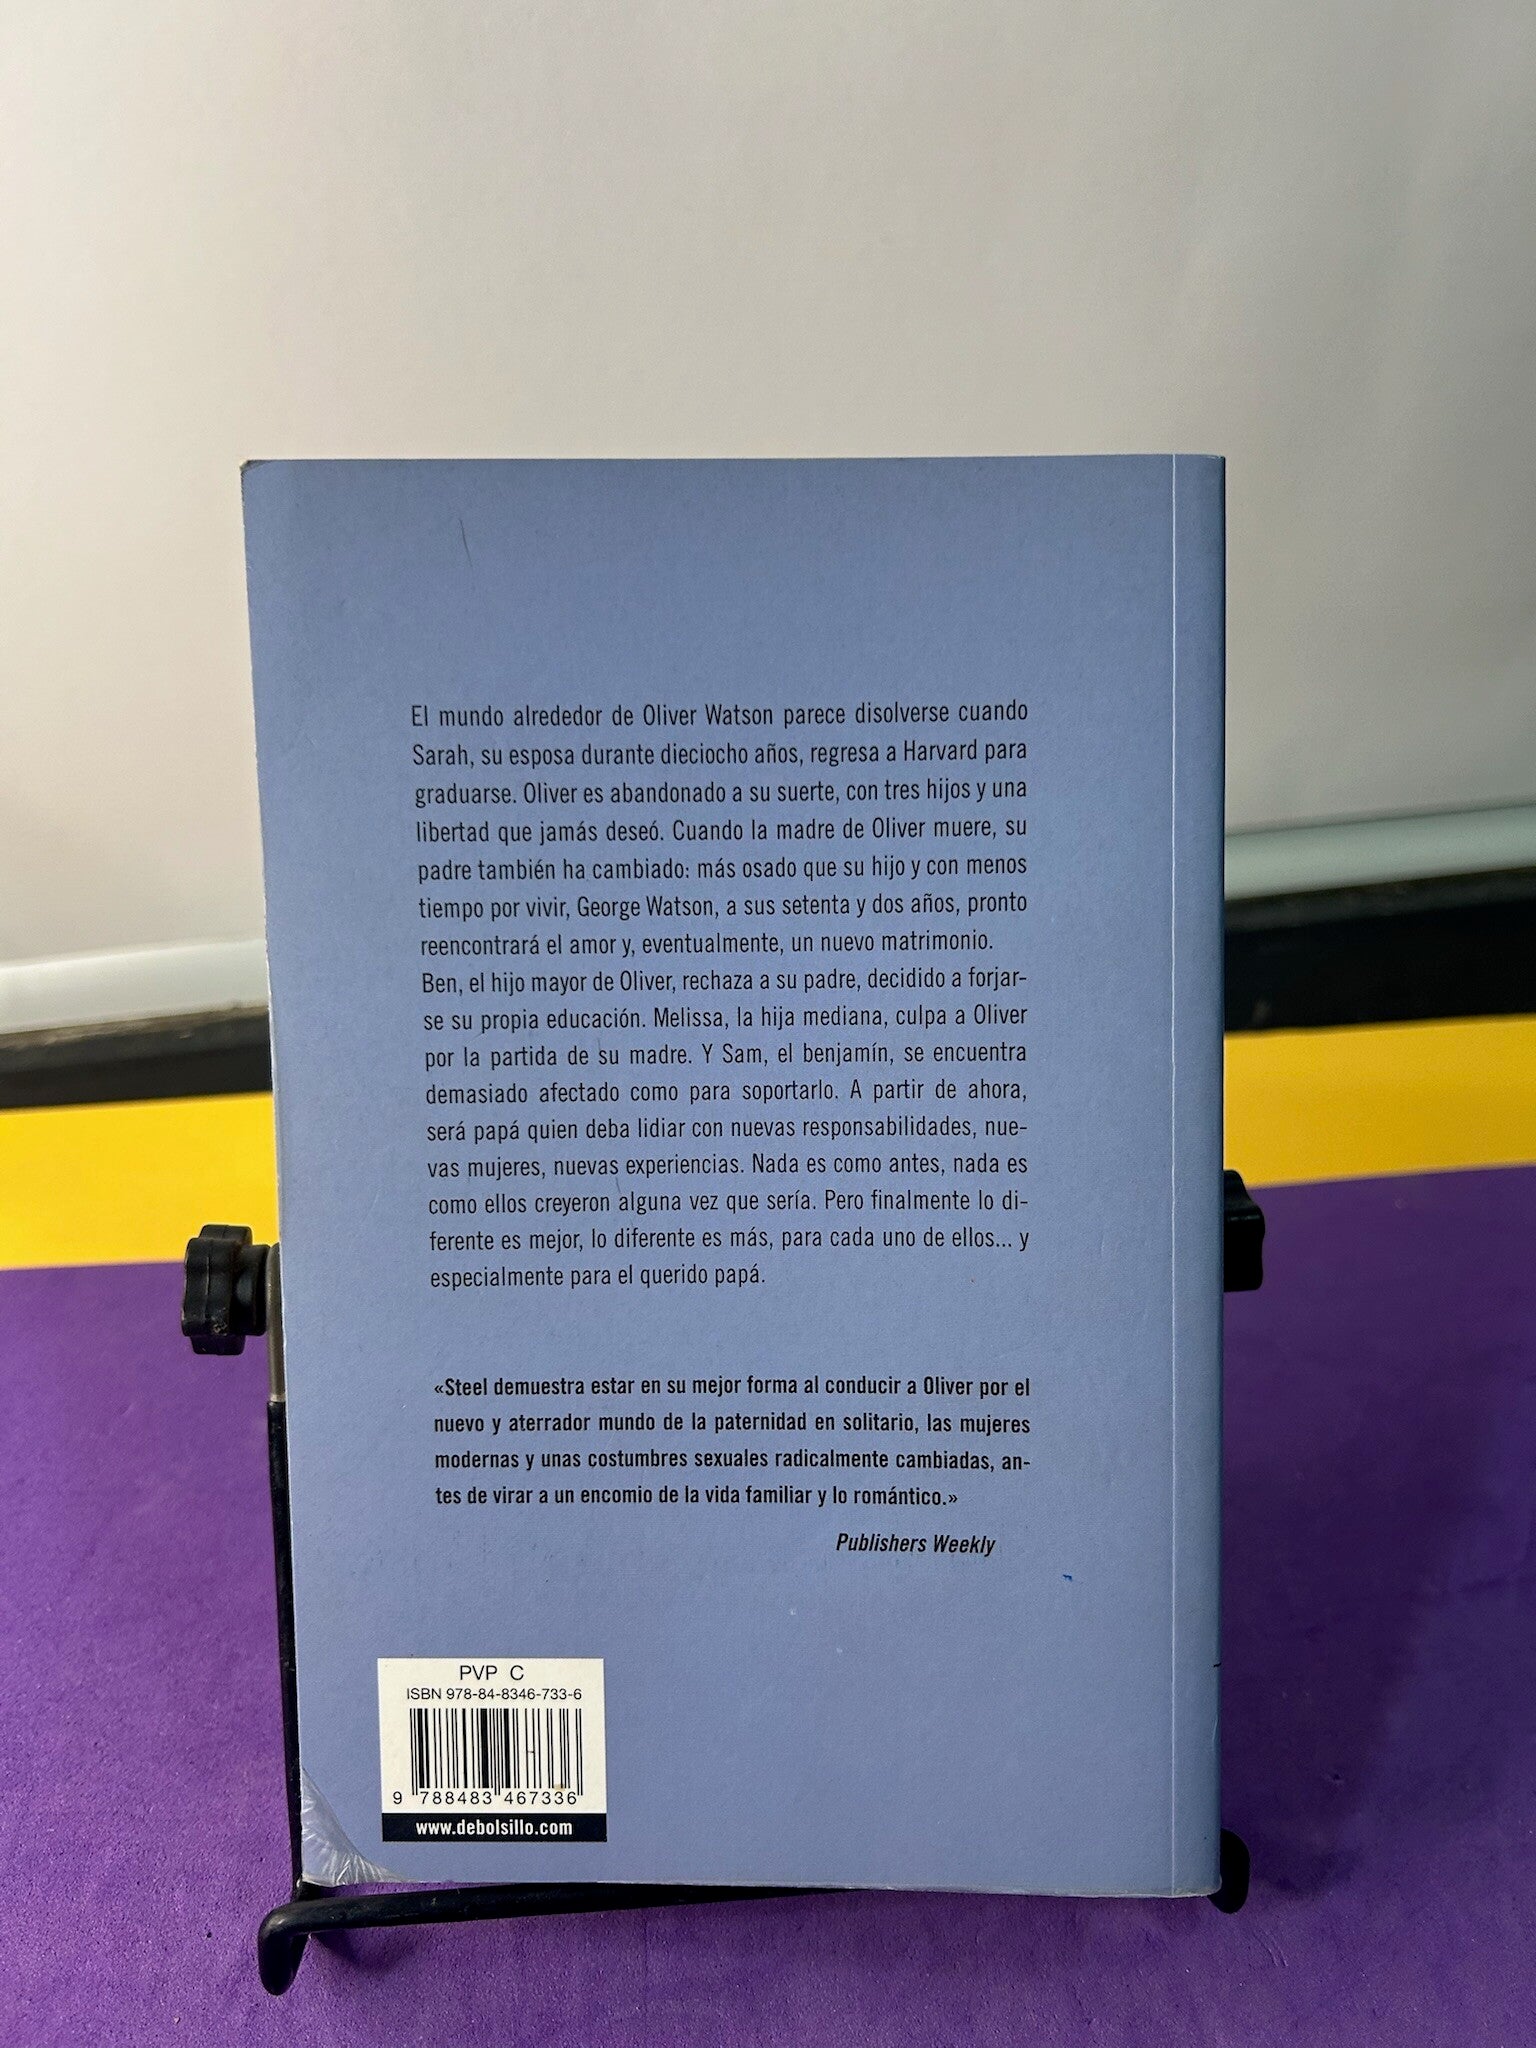 El mundo alrededor de Oliver Watson parece disolverse cuando
Sarah, su esposa durante dieciocho años, regresa a Harvard para
graduarse. Oliver es abandonado a su suerte, con tres hijos y una
libertad que jamás deseó. Cuando la madre de Oliver muere, su
padre también ha cambiado: más osado que su hijo y con menos
tiempo por vivir, George Watson, a sus setenta y dos años, pronto
reencontrará el amor y, eventualmente, un nuevo matrimonio.
Ben, el hijo mayor de Oliver, rechaza a su padre, decidido a forjar-
se su propia educación. Melissa, la hija mediana, culpa a Oliver
por la partida de su madre. Y Sam, el benjamín, se encuentra
demasiado afectado como para soportarlo. A partir de ahora,
será papá quien deba lidiar con nuevas responsabilidades, nue-
vas mujeres, nuevas experiencias. Nada es como antes, nada es
como ellos creyeron alguna vez que sería. Pero finalmente lo di-
ferente es mejor, lo diferente es más, para cada uno de ellos... y
especialmente para el querido papá.
«Steel demuestra estar en su mejor forma al conducir a Oliver por el
nuevo y aterrador mundo de la paternidad en solitario, las mujeres
modernas y unas costumbres sexuales radicalmente cambiadas, an-
tes de virar a un encomio de la vida familiar y lo romántico.»
Publishers Weekly
PVP C
ISBN 978-84-8346-733-6
9 788483 467336
www.debolsillo.com